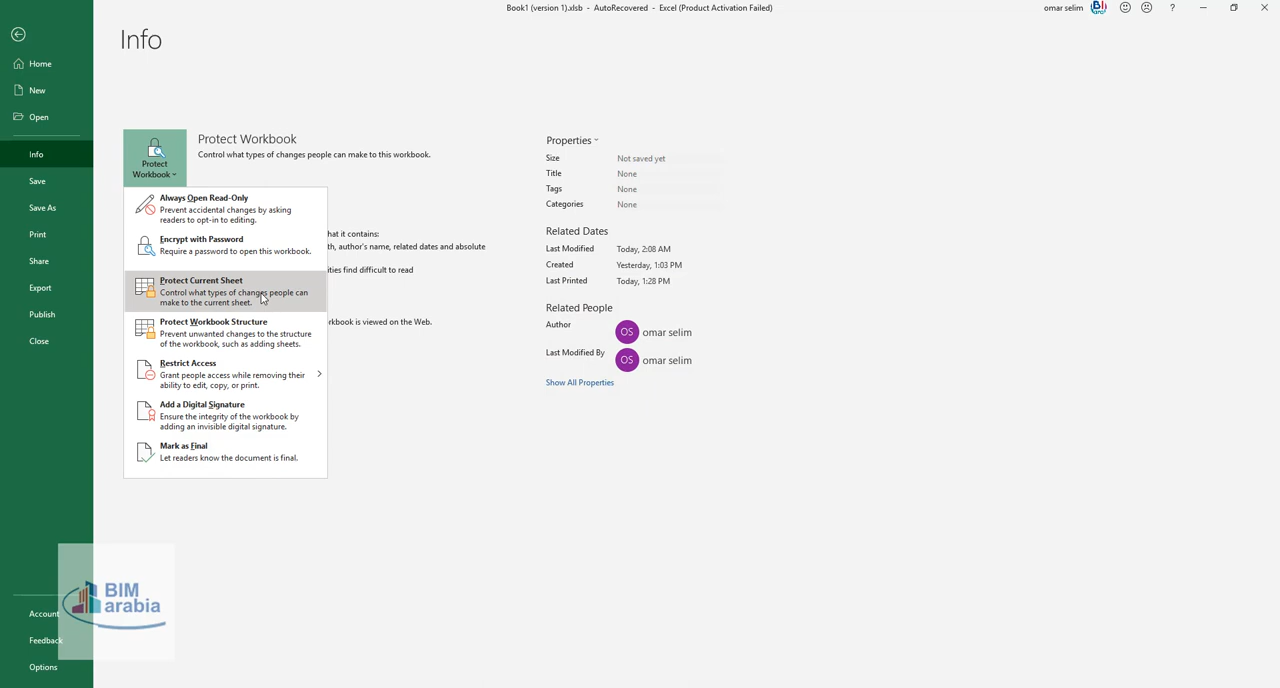 Book1 (version 1).xlsb - AutoRecovered - Excel (Product Activation Failed)
omar selim
?
Info
Home
New
Open
Info
Save
Save As
Print
Share
Export
Publish
Close
Account
Feedback
Options
Protect Workbook
Protect Workbook
Control what types of changes people can make to this workbook.
Always Open Read-Only
Prevent accidental changes by asking
readers to opt-in to editing.
Encrypt with Password
Require a password to open this workbook.
Protect Current Sheet
Control what types of changes people can
make to the current sheet.
Protect Workbook Structure
Prevent unwanted changes to the structure
of the workbook, such as adding sheets.
Restrict Access
Grant people access while removing their
ability to edit, copy, or print.
Add a Digital Signature
Ensure the integrity of the workbook by
adding an invisible digital signature.
Mark as Final
Let readers know the document is final.
it contains:
author's name, related dates and absolute
find difficult to read
is viewed on the Web.
Properties
Size Not saved yet
Title None
Tags None
Categories None
Related Dates
Last Modified Today, 2:08 AM
Created Yesterday, 1:03 PM
Last Printed Today, 1:28 PM
Related People
Author OS omar selim
Last Modified By OS omar selim
Show All Properties
BIM
arabia